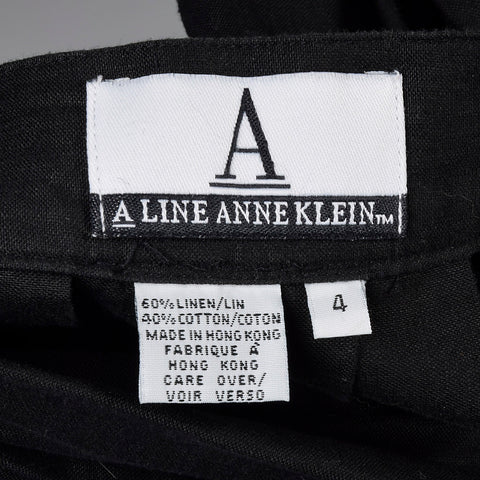 A
A LINE ANNE KLEIN™
60% LINEN/LIN
40% COTTON/COTON
MADE IN HONG KONG
FABRIQUE À
HONG KONG
CARE OVER/
VOIR VERSO
4